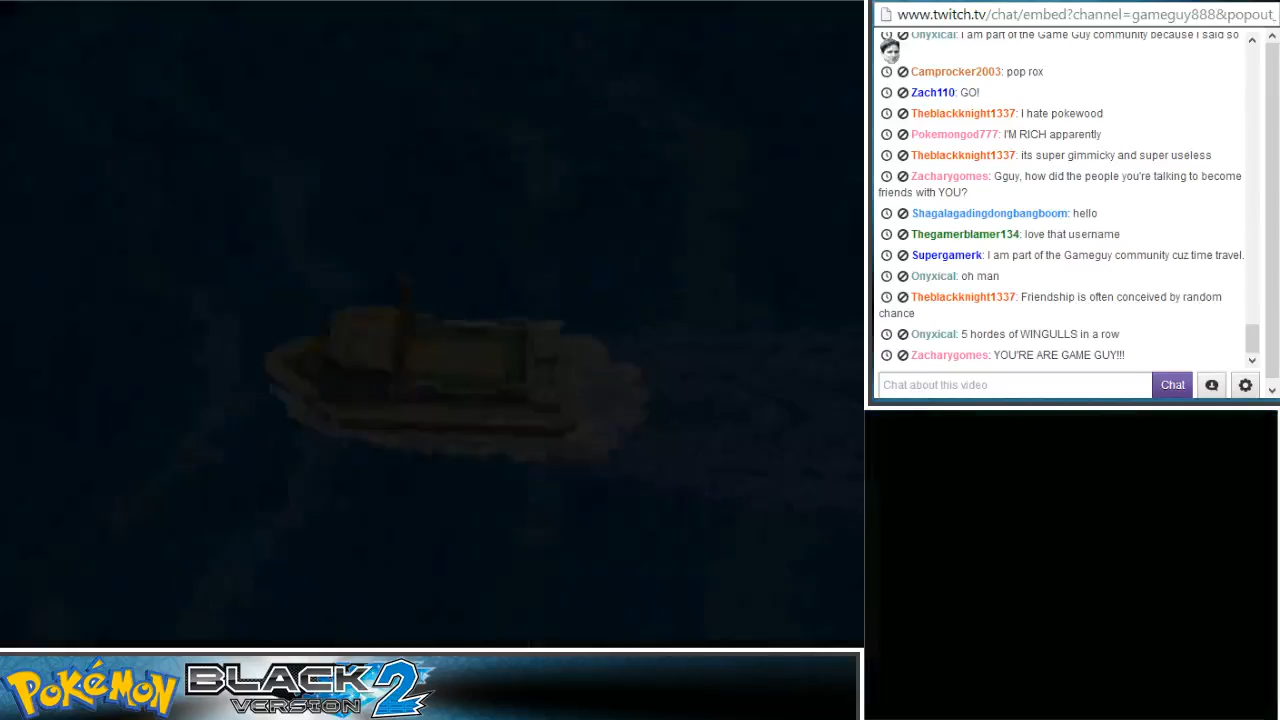 www.twitch.tv/chat/embed?channel=gameguy888&popout_
Onyxical: I am part of the Game Guy community because I said so
Camprocker2003: pop rox
Zach110: GO!
Theblackknight1337: I hate pokewood
Pokemongod777: I'M RICH apparently
Theblackknight1337: its super gimmicky and super useless
Zacharygomes: Gguy, how did the people you're talking to become
friends with YOU?
Shagalagadingdongbangboom: hello
Thegamerblamer134: love that username
Supergamerk: I am part of the Gameguy community cuz time travel.
Onyxical: oh man
Theblackknight1337: Friendship is often conceived by random
chance
Onyxical: 5 hordes of WINGULLS in a row
Zacharygomes: YOU'RE ARE GAME GUY!!!
Chat about this video
Chat
POKéMON
BLACK
VERSION 2